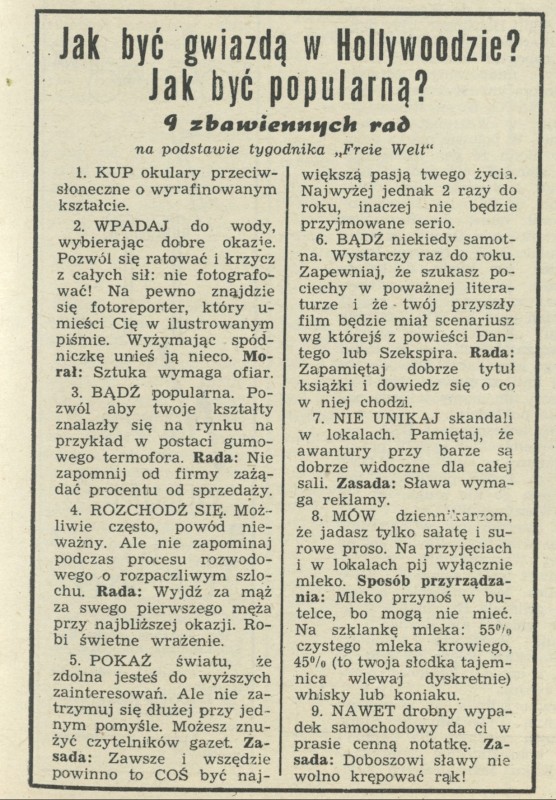 Jak być gwiazdą w Hollywoodzie?
Jak być popularną?
9 zbawiennych rad
na podstawie tygodnika „Freie Welt"
1. KUP okulary przeciw-
słoneczne o wyrafinowanym
kształcie.
2. WPADAJ do wody,
wybierając dobre okazje.
Pozwól się ratować i krzycz
z całych sił: nie fotografo-
wać! Na pewno znajdzie
się fotoreporter, który u-
mieści Cię w ilustrowanym
piśmie. Wyżymając spód-
niczkę unieś ją nieco. Mo-
rał: Sztuka wymaga ofiar.
3. BĄDŹ popularna. Po-
zwól aby twoje kształty
znalazły się na rynku na
przykład w postaci gumo-
wego termofora. Rada: Nie
zapomnij od firmy zażą-
dać procentu od sprzedaży.
4. ROZCHODŹ SIĘ. Moż-
liwie często, powód nie-
ważny. Ale nie zapominaj
podczas procesu rozwodo-
wego o rozpaczliwym szlo-
chu. Rada: Wyjdź za mąż
za swego pierwszego męża
przy najbliższej okazji. Ro-
bi świetne wrażenie.
5. POKAŻ światu, że
zdolna jesteś do wyższych
zainteresowań. Ale nie za-
trzymuj się dłużej przy jed-
nym pomyśle. Możesz znu-
żyć czytelników gazet. Za-
sada: Zawsze i wszędzie
powinno to COŚ być naj-
większą pasją twego życia.
Najwyżej jednak 2 razy do
roku, inaczej nie będzie
przyjmowane serio.
6. BĄDŹ niekiedy samot-
na. Wystarczy raz do roku.
Zapewniaj, że szukasz po-
ciechy w poważnej litera-
turze i że twój przyszły
film będzie miał scenariusz
wg którejś z powieści Dan-
tego lub Szekspira. Rada:
Zapamiętaj dobrze tytuł
książki i dowiedz się o co
w niej chodzi.
7. NIE UNIKAJ skandali
w lokalach. Pamiętaj, że
awantury przy barze są
dobrze widoczne dla całej
sali. Zasada: Sława wyma-
ga reklamy.
8. MÓW dziennikarzom,
że jadasz tylko sałatę i su-
rowe proso. Na przyjęciach
i w lokalach pij wyłącznie
mleko. Sposób przyrządza-
nia: Mleko przynoś w bu-
telce, bo mogą nie mieć.
Na szklankę mleka: 55%
czystego mleka krowiego,
45% (to twoja słodka tajem-
nica wlewaj dyskretnie)
whisky lub koniaku.
9. NAWET drobny wypa-
dek samochodowy da ci w
prasie cenną notatkę. Za-
sada: Doboszowi sławy nie
wolno krępować rąk!